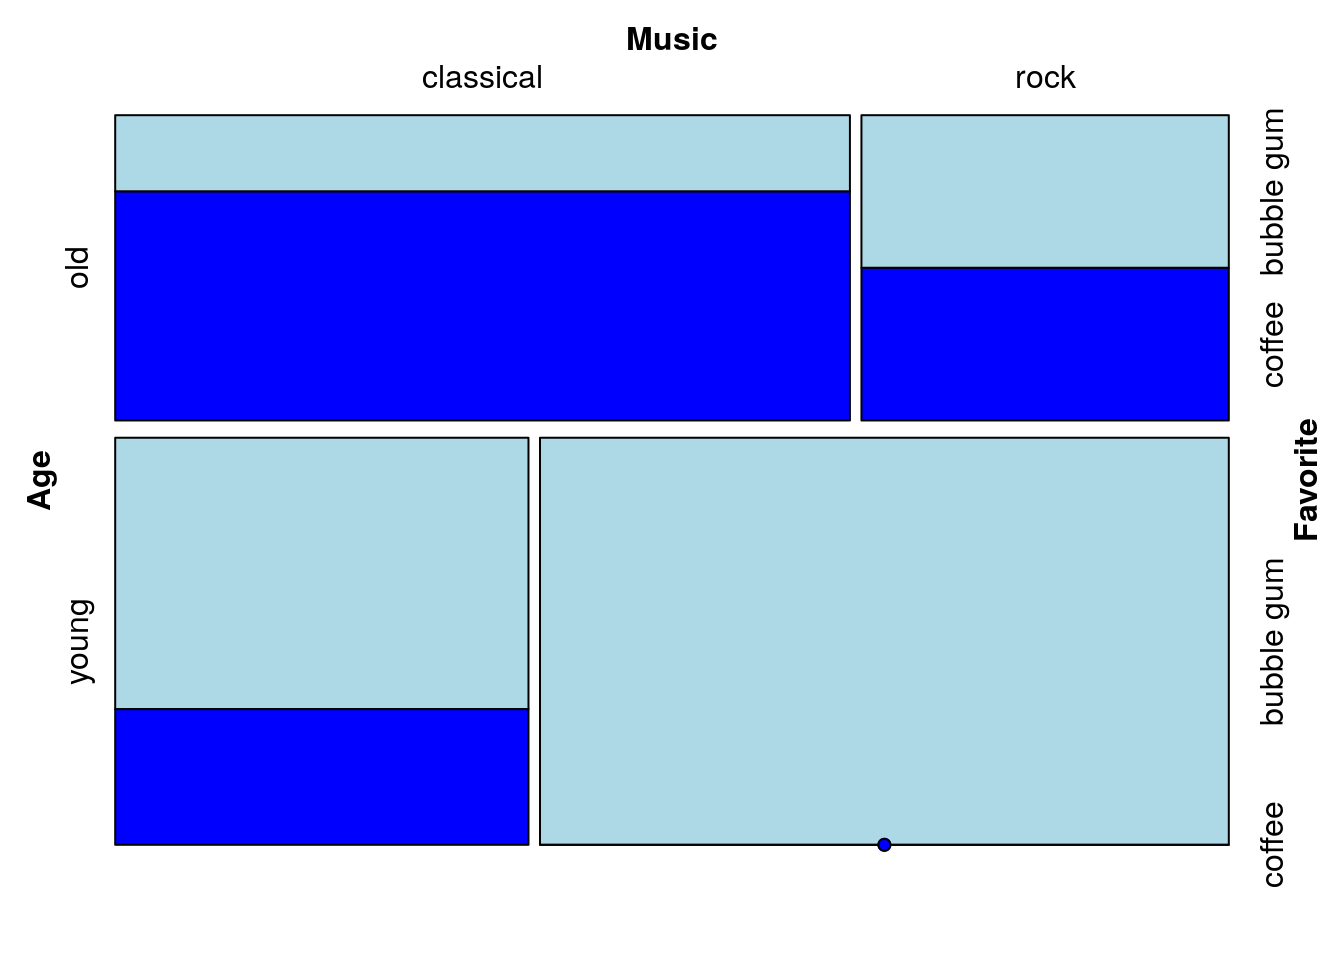 Music
classical
rock
Age
old
young
Favorite
bubble gum
coffee
bubble gum
coffee